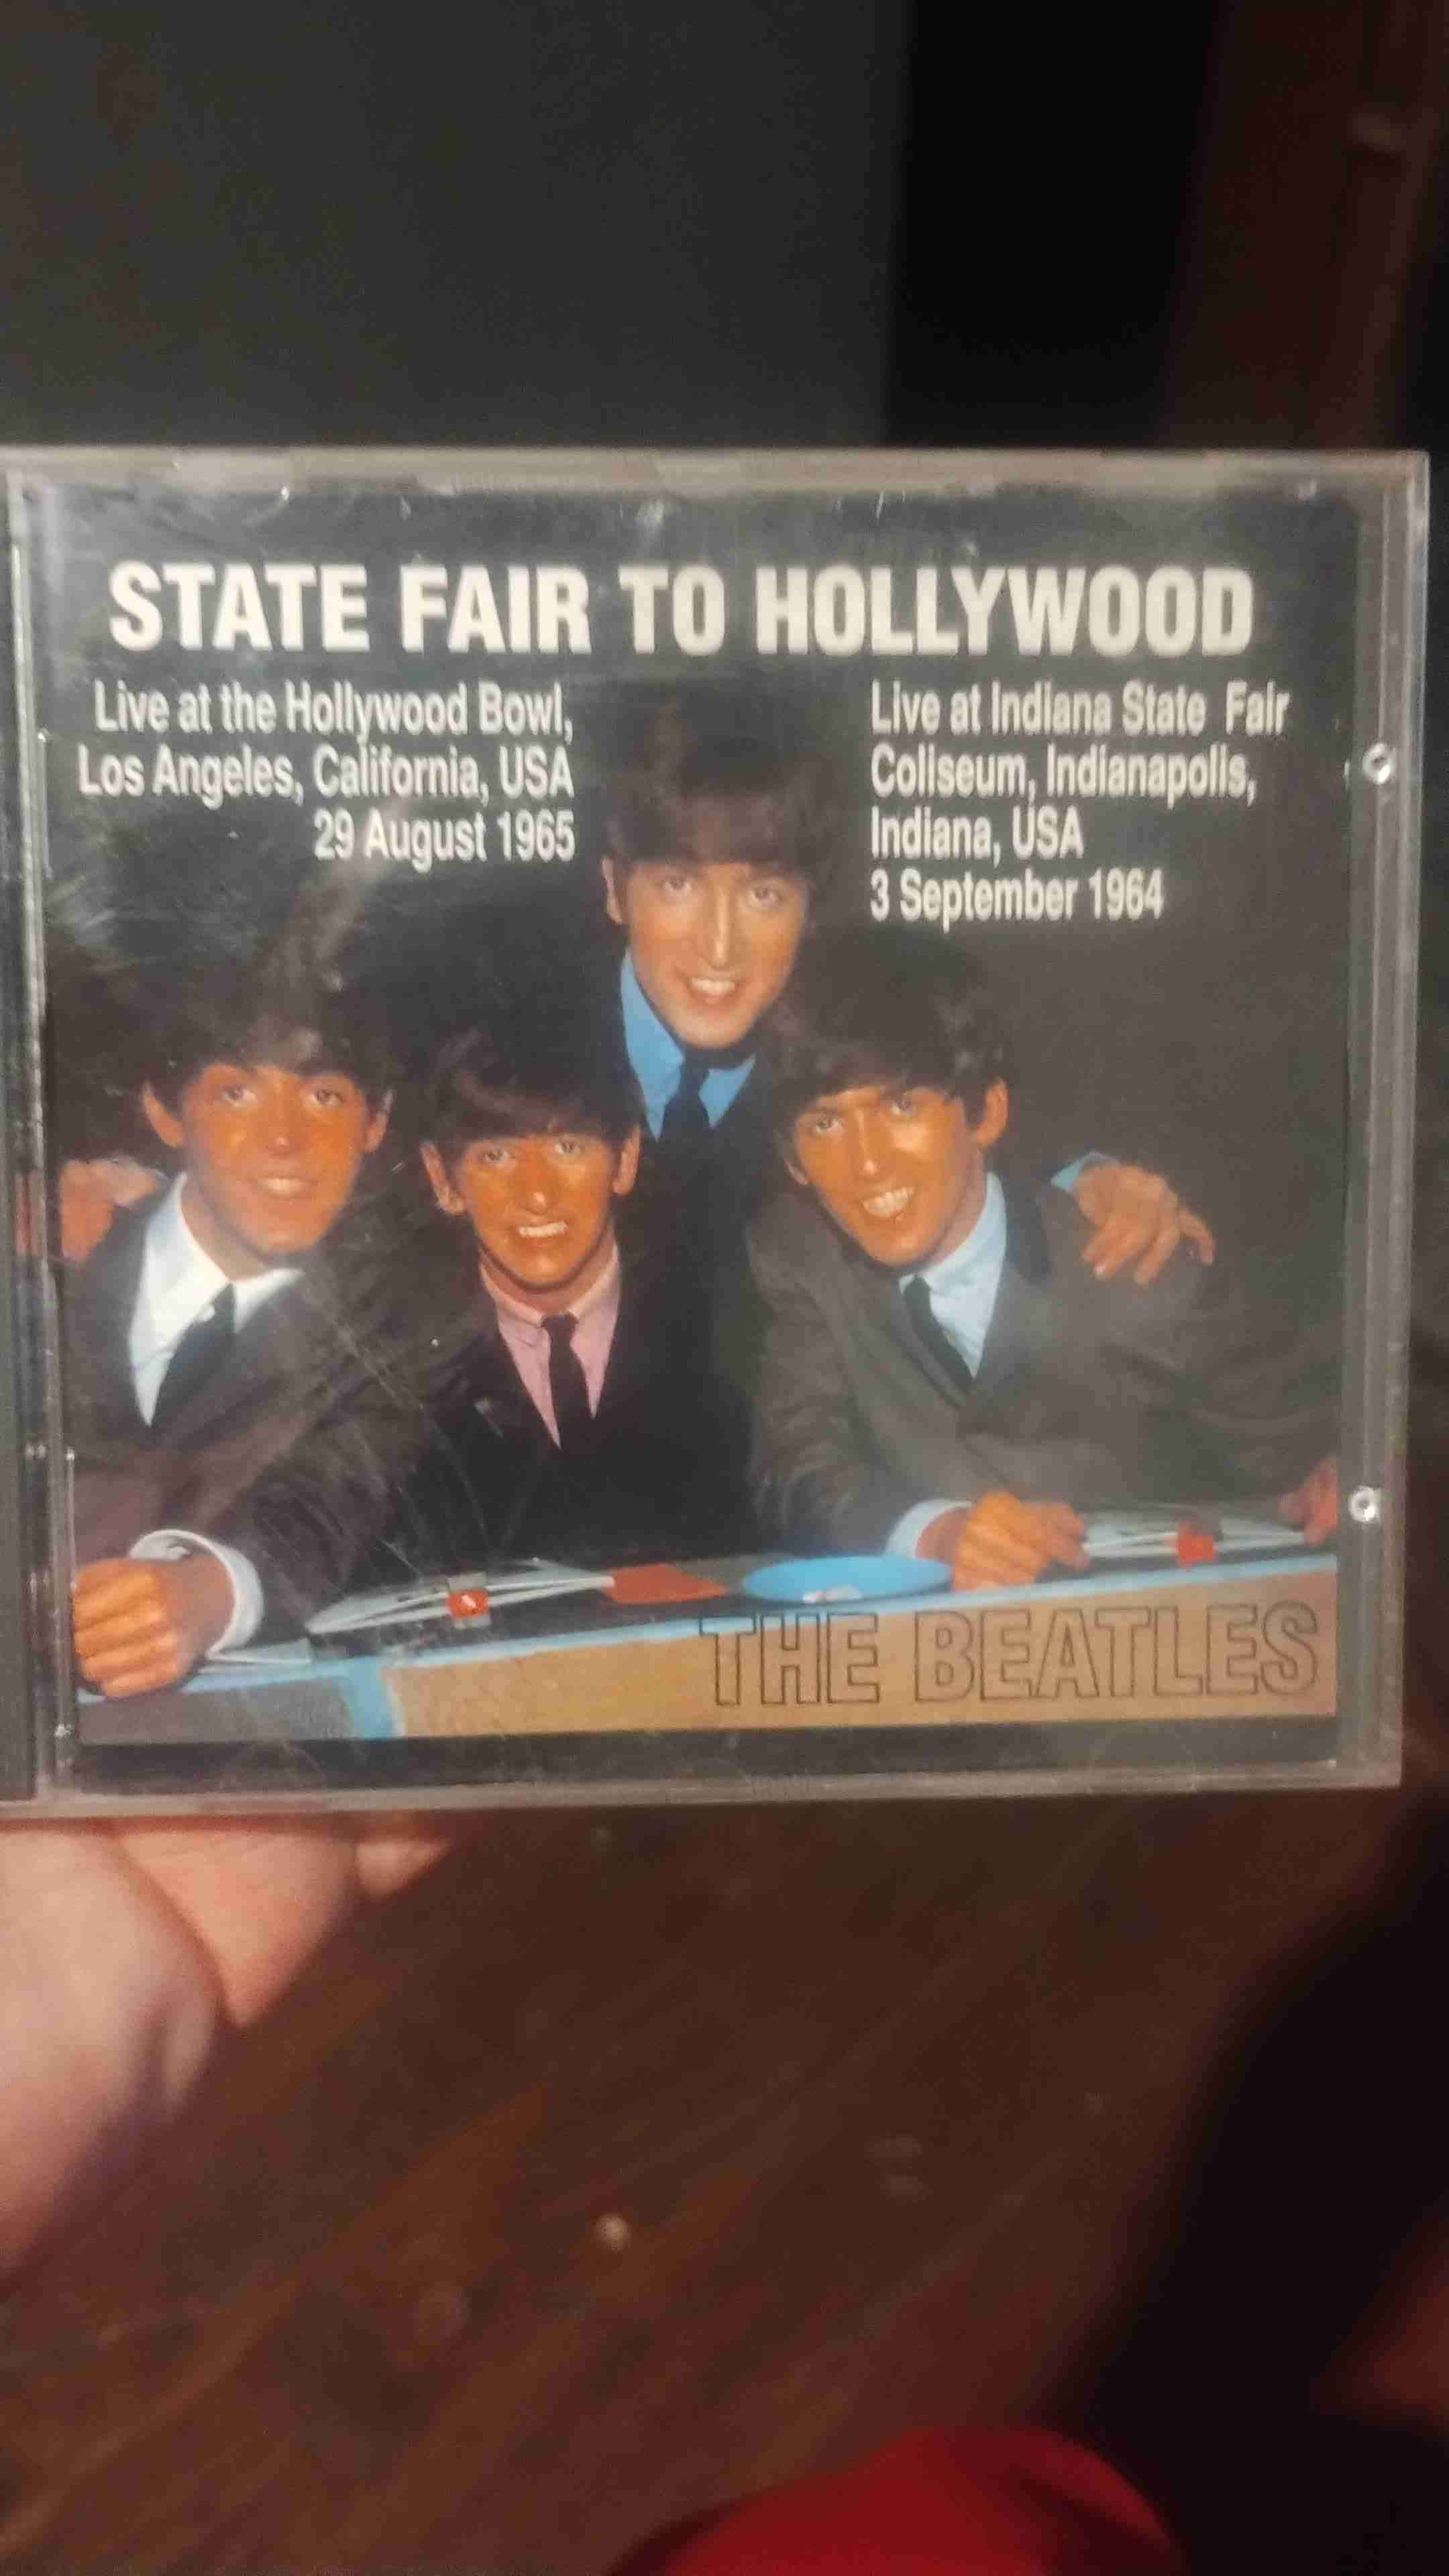 STATE FAIR TO HOLLYWOOD
Live at the Hollywood Bowl,
Los Angeles, California, USA
29 August 1965
Live at Indiana State Fair
Coliseum, Indianapolis,
Indiana, USA
3 September 1964
THE BEATLES